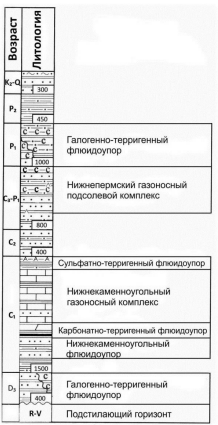 Возраст
Литология
K₂-Q
300
P₂
450
P₁
C C C
C C
C C C
1000
Галогенно-терригенный
флюидоупор
C₃-P₁
C C
C
C C
800
Нижнепермский газоносный
подсолевой комплекс
C₂
400
Сульфатно-терригенный флюидоупор
C₁
Нижнекаменноугольный
газоносный комплекс
Карбонатно-терригенный флюидоупор
Нижнекаменноугольный
флюидоупор
1500
D₃
C
C
400
Галогенно-терригенный
флюидоупор
R-V
Подстилающий горизонт